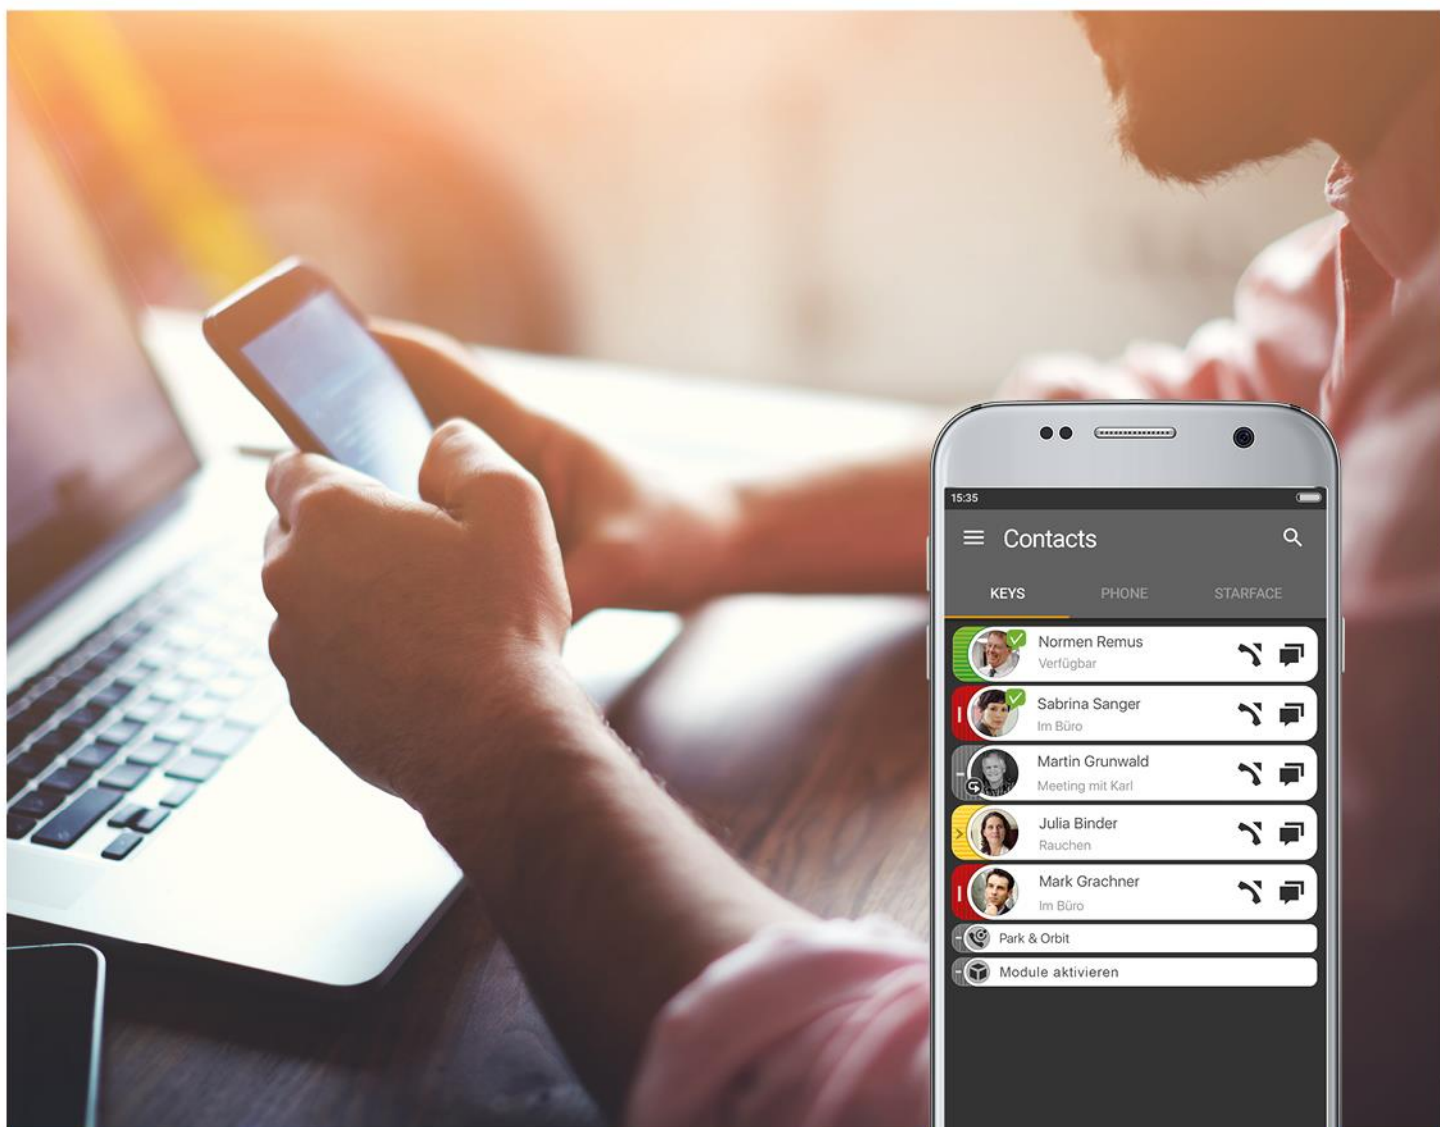 15:35
Contacts
KEYS PHONE STARFACE
Normen Remus
Verfügbar
Sabrina Sanger
Im Büro
Martin Grunwald
Meeting mit Karl
Julia Binder
Rauchen
Mark Grachner
Im Büro
Park & Orbit
Module aktivieren